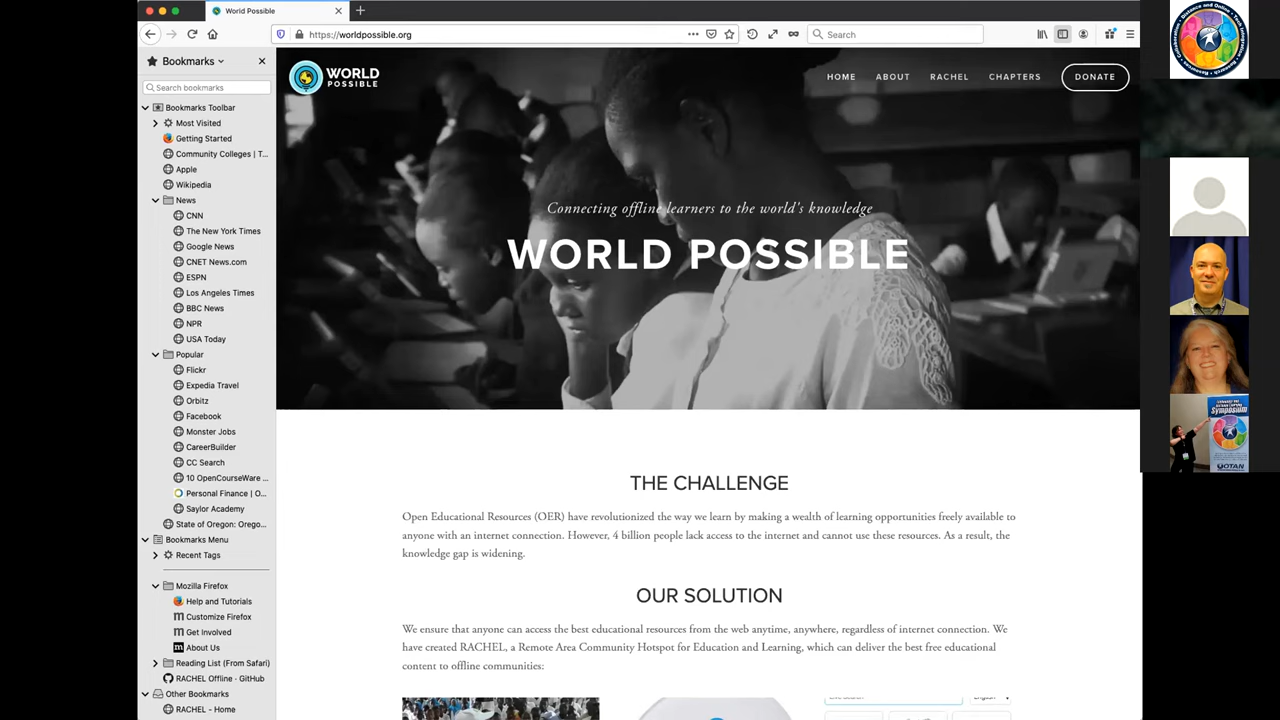 World Possible
https://worldpossible.org
Search
Bookmarks
Search bookmarks
Bookmarks Toolbar
Most Visited
Getting Started
Community Colleges | T...
Apple
Wikipedia
News
CNN
The New York Times
Google News
CNET News.com
ESPN
Los Angeles Times
BBC News
NPR
USA Today
Popular
Flickr
Expedia Travel
Orbitz
Facebook
Monster Jobs
CareerBuilder
CC Search
10 OpenCourseWare ...
Personal Finance | O...
Saylor Academy
State of Oregon: Orego...
Bookmarks Menu
Recent Tags
Mozilla Firefox
Help and Tutorials
Customize Firefox
Get Involved
About Us
Reading List (From Safari)
RACHEL Offline · GitHub
Other Bookmarks
RACHEL - Home
WORLD
POSSIBLE
HOME ABOUT RACHEL CHAPTERS DONATE
Connecting offline learners to the world's knowledge
WORLD POSSIBLE
THE CHALLENGE
Open Educational Resources (OER) have revolutionized the way we learn by making a wealth of learning opportunities freely available to
anyone with an internet connection. However, 4 billion people lack access to the internet and cannot use these resources. As a result, the
knowledge gap is widening.
OUR SOLUTION
We ensure that anyone can access the best educational resources from the web anytime, anywhere, regardless of internet connection. We
have created RACHEL, a Remote Area Community Hotspot for Education and Learning, which can deliver the best free educational
content to offline communities:
Symposium
OTAN